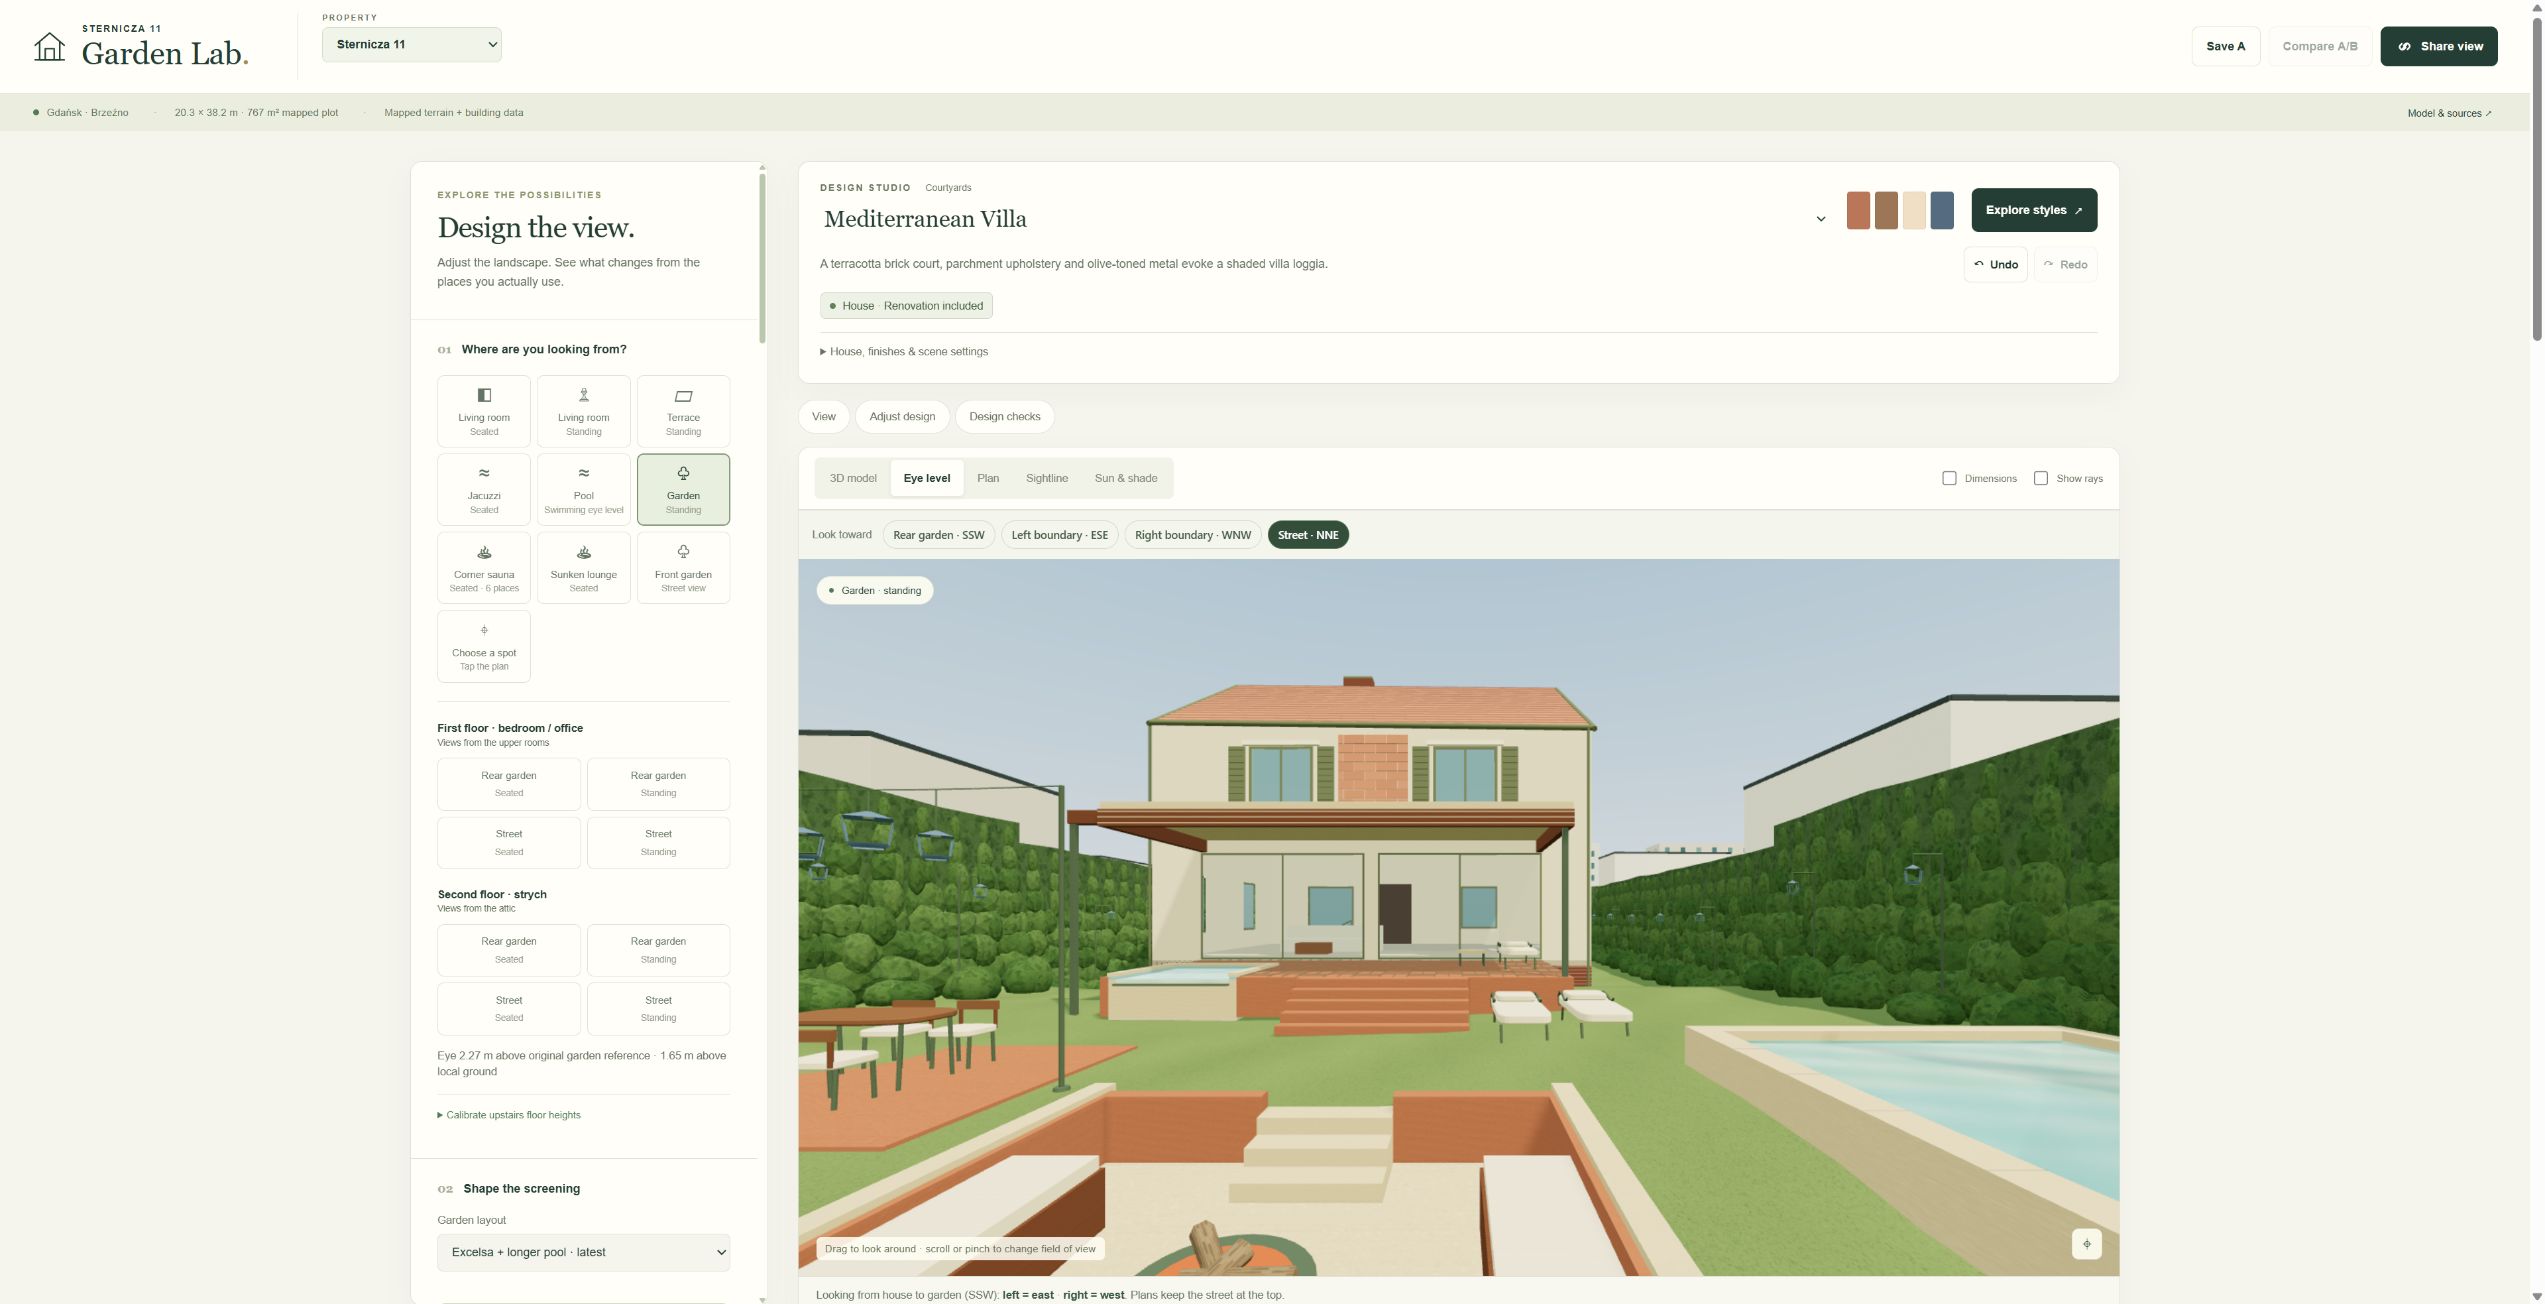 STERNICZA 11
Garden Lab.
PROPERTY
Sternicza 11
Save A
Compare A/B
Share view
Gdańsk · Brzeźno · 20.3 × 38.2 m · 767 m² mapped plot · Mapped terrain + building data
Model & sources ↗
EXPLORE THE POSSIBILITIES
Design the view.
Adjust the landscape. See what changes from the
places you actually use.
01 Where are you looking from?
Living room
Seated
Living room
Standing
Terrace
Standing
Jacuzzi
Seated
Pool
Swimming eye level
Garden
Standing
Corner sauna
Seated · 6 places
Sunken lounge
Seated
Front garden
Street view
Choose a spot
Tap the plan
First floor · bedroom / office
Views from the upper rooms
Rear garden
Seated
Rear garden
Standing
Street
Seated
Street
Standing
Second floor · strych
Views from the attic
Rear garden
Seated
Rear garden
Standing
Street
Seated
Street
Standing
Eye 2.27 m above original garden reference · 1.65 m above
local ground
Calibrate upstairs floor heights
02 Shape the screening
Garden layout
Excelsa + longer pool · latest
DESIGN STUDIO Courtyards
Mediterranean Villa
Explore styles ↗
A terracotta brick court, parchment upholstery and olive-toned metal evoke a shaded villa loggia.
Undo
Redo
House · Renovation included
House, finishes & scene settings
View
Adjust design
Design checks
3D model
Eye level
Plan
Sightline
Sun & shade
Dimensions
Show rays
Look toward
Rear garden · SSW
Left boundary · ESE
Right boundary · WNW
Street · NNE
Garden · standing
Drag to look around · scroll or pinch to change field of view
Looking from house to garden (SSW): left = east · right = west. Plans keep the street at the top.